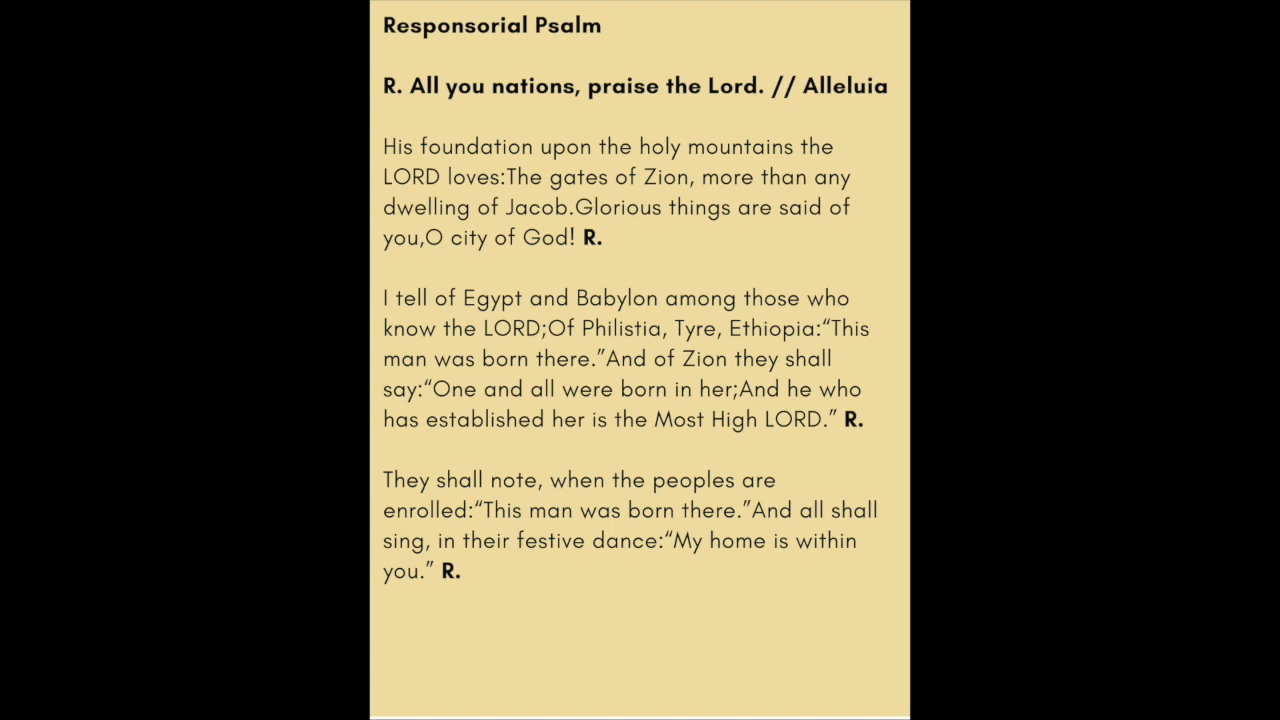 Responsorial Psalm
R. All you nations, praise the Lord. // Alleluia
His foundation upon the holy mountains the
LORD loves:The gates of Zion, more than any
dwelling of Jacob.Glorious things are said of
you,O city of God! R.
I tell of Egypt and Babylon among those who
know the LORD;Of Philistia, Tyre, Ethiopia:“This
man was born there.”And of Zion they shall
say:“One and all were born in her;And he who
has established her is the Most High LORD.” R.
They shall note, when the peoples are
enrolled:“This man was born there.”And all shall
sing, in their festive dance:“My home is within
you.” R.